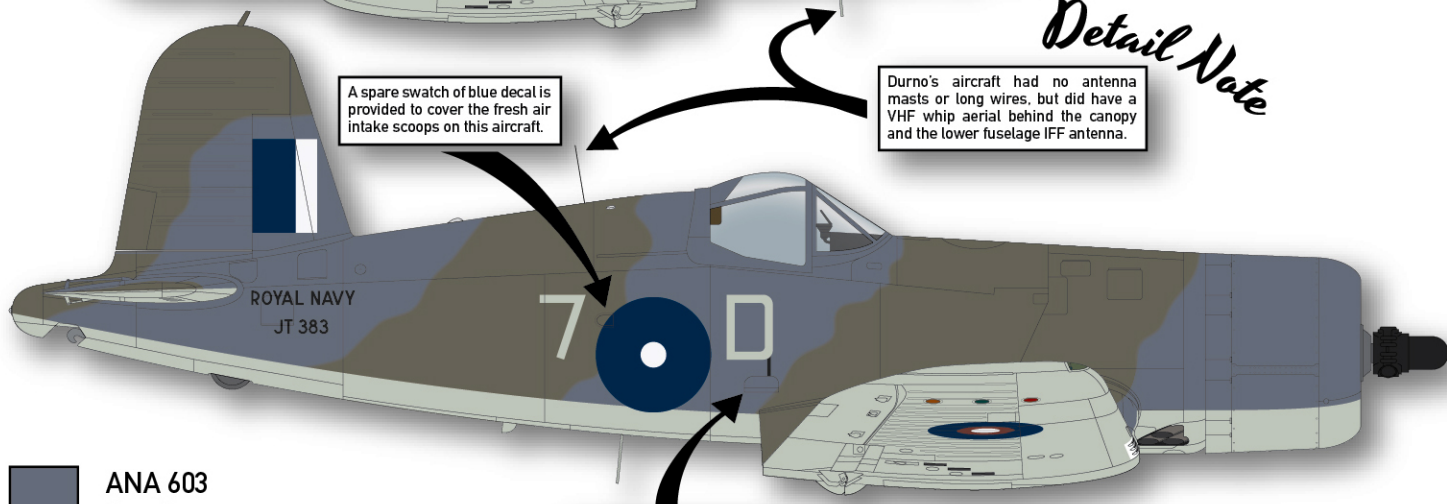 Detail Note
A spare swatch of blue decal is
provided to cover the fresh air
intake scoops on this aircraft.
Durno's aircraft had no antenna
masts or long wires, but did have a
VHF whip aerial behind the canopy
and the lower fuselage IFF antenna.
ROYAL NAVY
JT 383
7 D
ANA 603